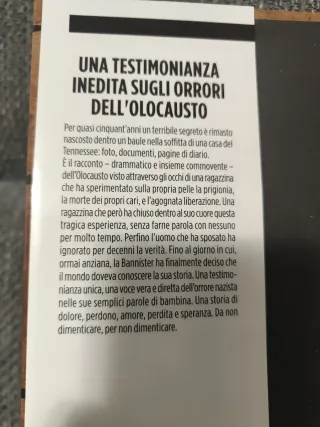 UNA TESTIMONIANZA
INEDITA SUGLI ORRORI
DELL'OLOCAUSTO
Per quasi cinquant'anni un terribile segreto è rimasto
nascosto dentro un baule nella soffitta di una casa del
Tennessee: foto, documenti, pagine di diario.
È il racconto – drammatico e insieme commovente –
dell'Olocausto visto attraverso gli occhi di una ragazzina
che ha sperimentato sulla propria pelle la prigionia,
la morte dei propri cari, e l'agognata liberazione. Una
ragazzina che però ha chiuso dentro al suo cuore questa
tragica esperienza, senza farne parola con nessuno
per molto tempo. Perfino l'uomo che ha sposato ha
ignorato per decenni la verità. Fino al giorno in cui,
ormai anziana, la Bannister ha finalmente deciso che
il mondo doveva conoscere la sua storia. Una testimo-
nianza unica, una voce vera e diretta dell'orrore nazista
nelle sue semplici parole di bambina. Una storia di
dolore, perdono, amore, perdita e speranza. Da non
dimenticare, per non dimenticare.